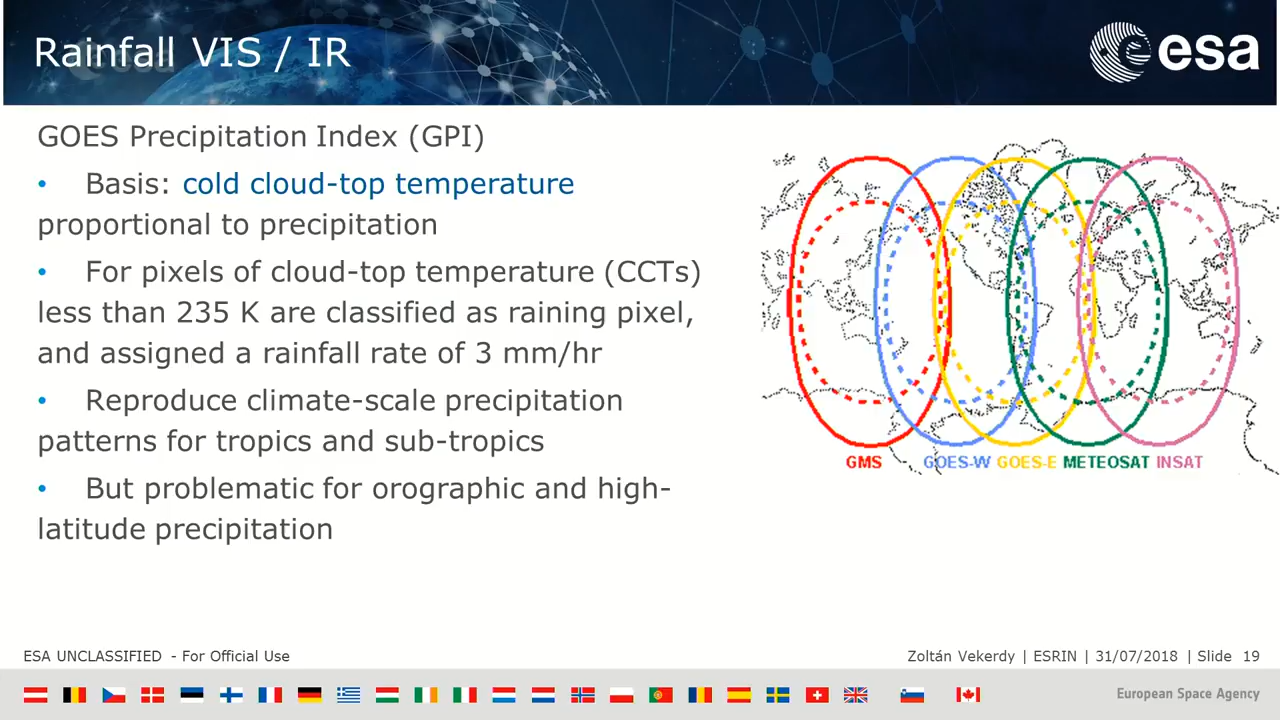 Rainfall VIS / IR
esa
GOES Precipitation Index (GPI)
• Basis: cold cloud-top temperature
proportional to precipitation
• For pixels of cloud-top temperature (CCTs)
less than 235 K are classified as raining pixel,
and assigned a rainfall rate of 3 mm/hr
• Reproduce climate-scale precipitation
patterns for tropics and sub-tropics
• But problematic for orographic and high-
latitude precipitation
GMS GOES-W GOES-E METEOSAT INSAT
ESA UNCLASSIFIED - For Official Use
Zoltán Vekerdy | ESRIN | 31/07/2018 | Slide 19
European Space Agency